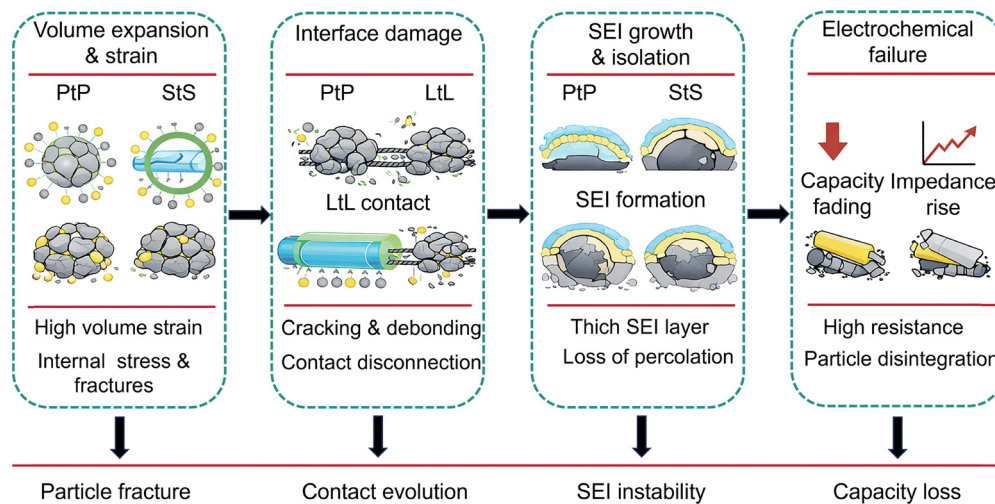 Volume expansion
& strain
PtP StS
High volume strain
Internal stress &
fractures
Interface damage
PtP LtL
LtL contact
Cracking & debonding
Contact disconnection
SEI growth
& isolation
PtP StS
SEI formation
Thich SEI layer
Loss of percolation
Electrochemical
failure
Capacity
fading
Impedance
rise
High resistance
Particle disintegration
Particle fracture
Contact evolution
SEI instability
Capacity loss